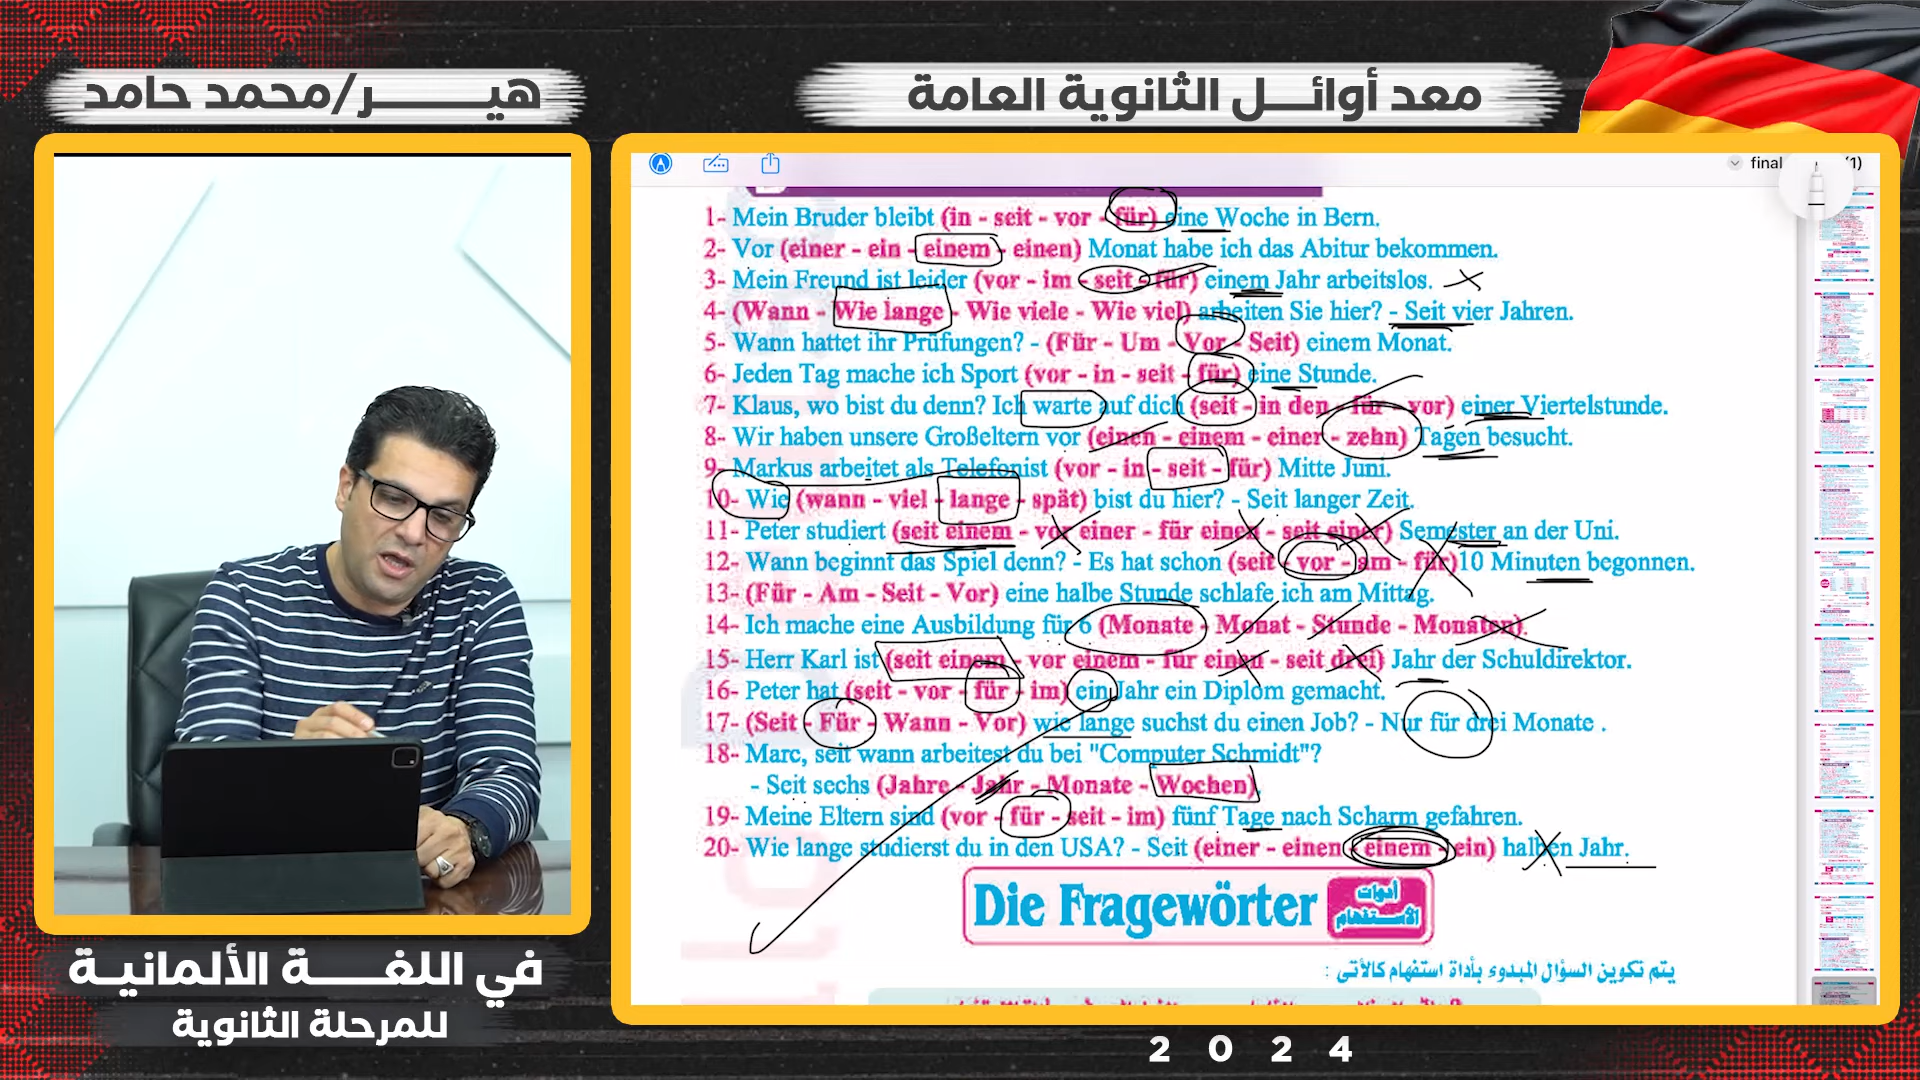 هيـــــر/محمد حامد
معد أوائـــل الثانوية العامة
final
(1)
1- Mein Bruder bleibt (in - seit - vor - für) eine Woche in Bern.
2- Vor (einer - ein - einem - einen) Monat habe ich das Abitur bekommen.
3- Mein Freund ist leider (vor - im - seit - für) einem Jahr arbeitslos.
4- (Wann - Wie lange - Wie viele - Wie viel) arbeiten Sie hier? - Seit vier Jahren.
5- Wann hattet ihr Prüfungen? - (Für - Um - Vor - Seit) einem Monat.
6- Jeden Tag mache ich Sport (vor - in - seit - für) eine Stunde.
7- Klaus, wo bist du denn? Ich warte auf dich (seit - in den - für - vor) einer Viertelstunde.
8- Wir haben unsere Großeltern vor (einen - einem - einer - zehn) Tagen besucht.
9- Markus arbeitet als Telefonist (vor - in - seit - für) Mitte Juni.
10- Wie (wann - viel - lange - spät) bist du hier? - Seit langer Zeit.
11- Peter studiert (seit einem - vor einer - für einen - seit einer) Semester an der Uni.
12- Wann beginnt das Spiel denn? - Es hat schon (seit - vor - am - für)10 Minuten begonnen.
13- (Für - Am - Seit - Vor) eine halbe Stunde schlafe ich am Mittag.
14- Ich mache eine Ausbildung für 6 (Monate - Monat - Stunde - Monaten).
15- Herr Karl ist (seit einem - vor einem - für einen - seit drei) Jahr der Schuldirektor.
16- Peter hat (seit - vor - für - im) ein Jahr ein Diplom gemacht.
17- (Seit - Für - Wann - Vor) wie lange suchst du einen Job? - Nur für drei Monate .
18- Marc, seit wann arbeitest du bei "Computer Schmidt"?
- Seit sechs (Jahre - Jahr - Monate - Wochen).
19- Meine Eltern sind (vor - für - seit - im) fünf Tage nach Scharm gefahren.
20- Wie lange studierst du in den USA? - Seit (einer - einen - einem - ein) halben Jahr.
Die Fragewörter
أدوات
الأستفهام
يتم تكوين السؤال المبدوء بأداة استفهام كالأتى :
في اللغـــــة الألمانيـة
للمرحلة الثانوية
2 0 2 4